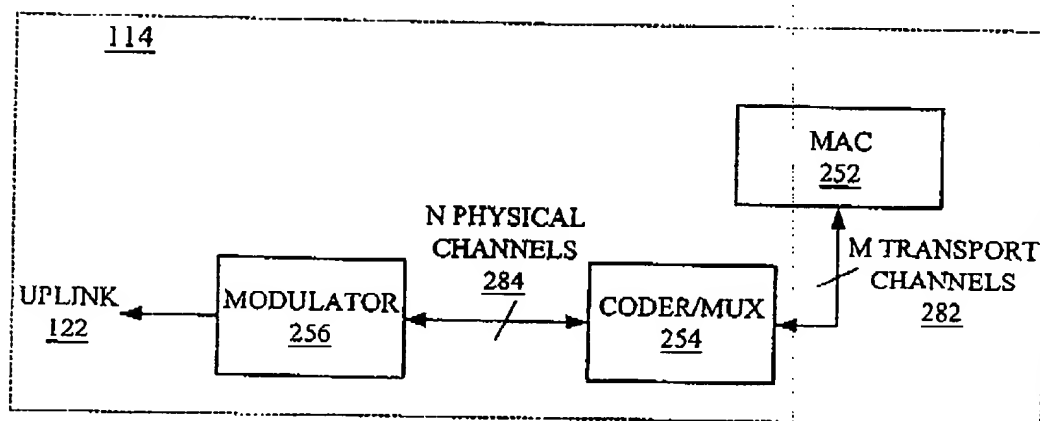 114
MAC
252
N PHYSICAL
CHANNELS
284
M TRANSPORT
CHANNELS
282
UPLINK
122
MODULATOR
256
CODER/MUX
254